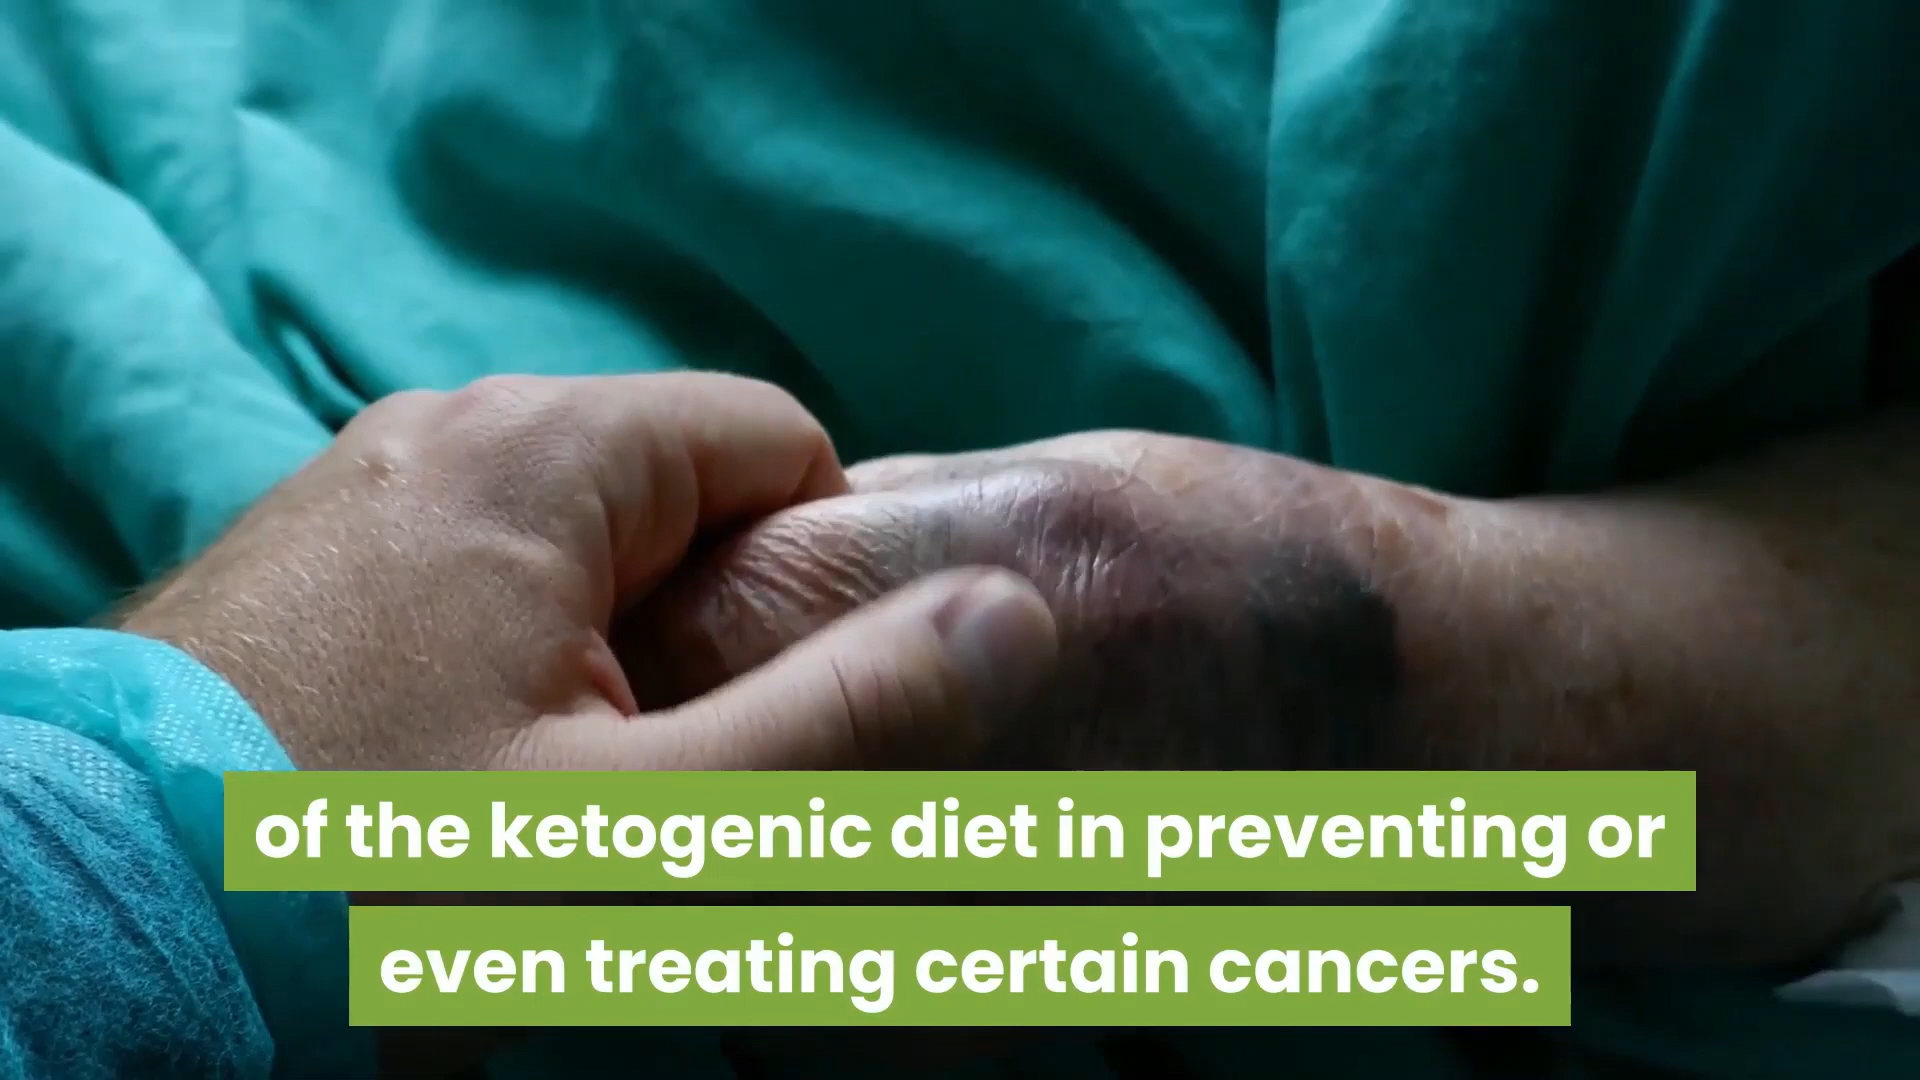 of the ketogenic diet in preventing or
even treating certain cancers.